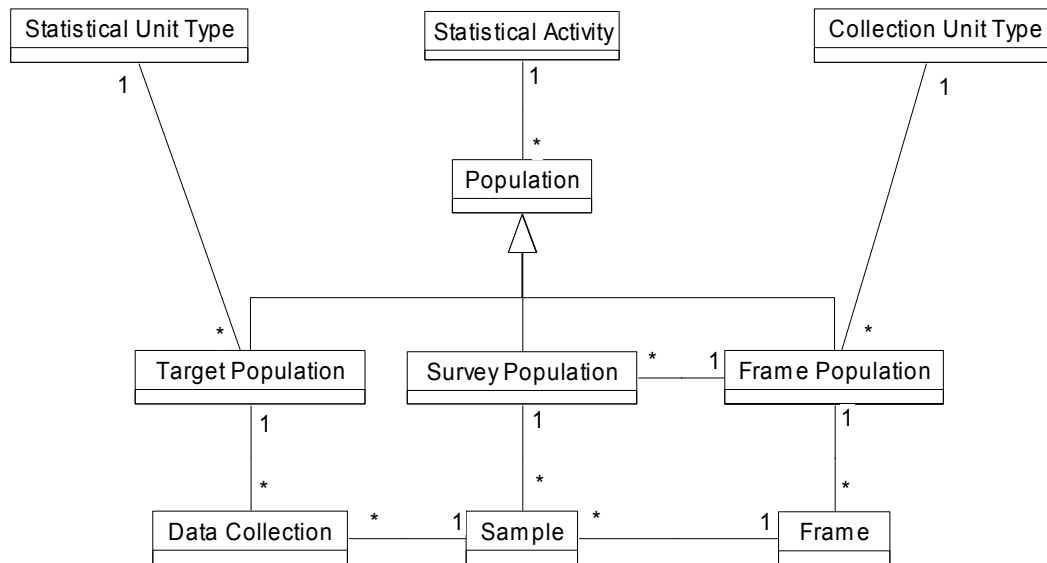 Statistical Unit Type
Statistical Activity
Collection Unit Type
1
1
1
*
Population
*
*
Target Population
Survey Population
*
1
Frame Population
1
1
1
*
*
*
Data Collection
*
1
Sample
*
1
Frame